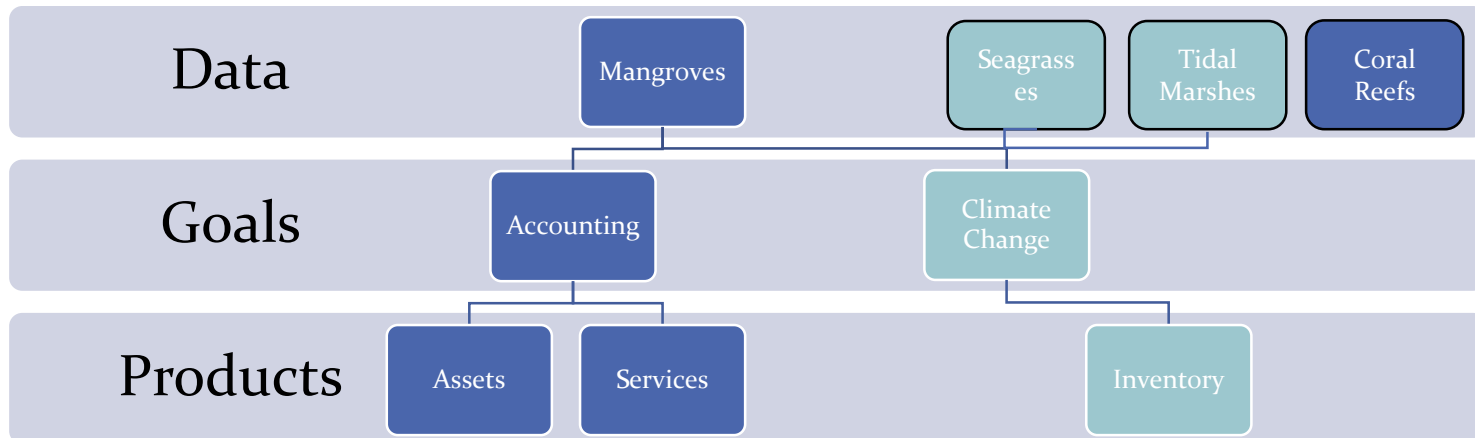 Data
Mangroves
Seagrass
es
Tidal
Marshes
Coral
Reefs
Goals
Accounting
Climate
Change
Products
Assets
Services
Inventory